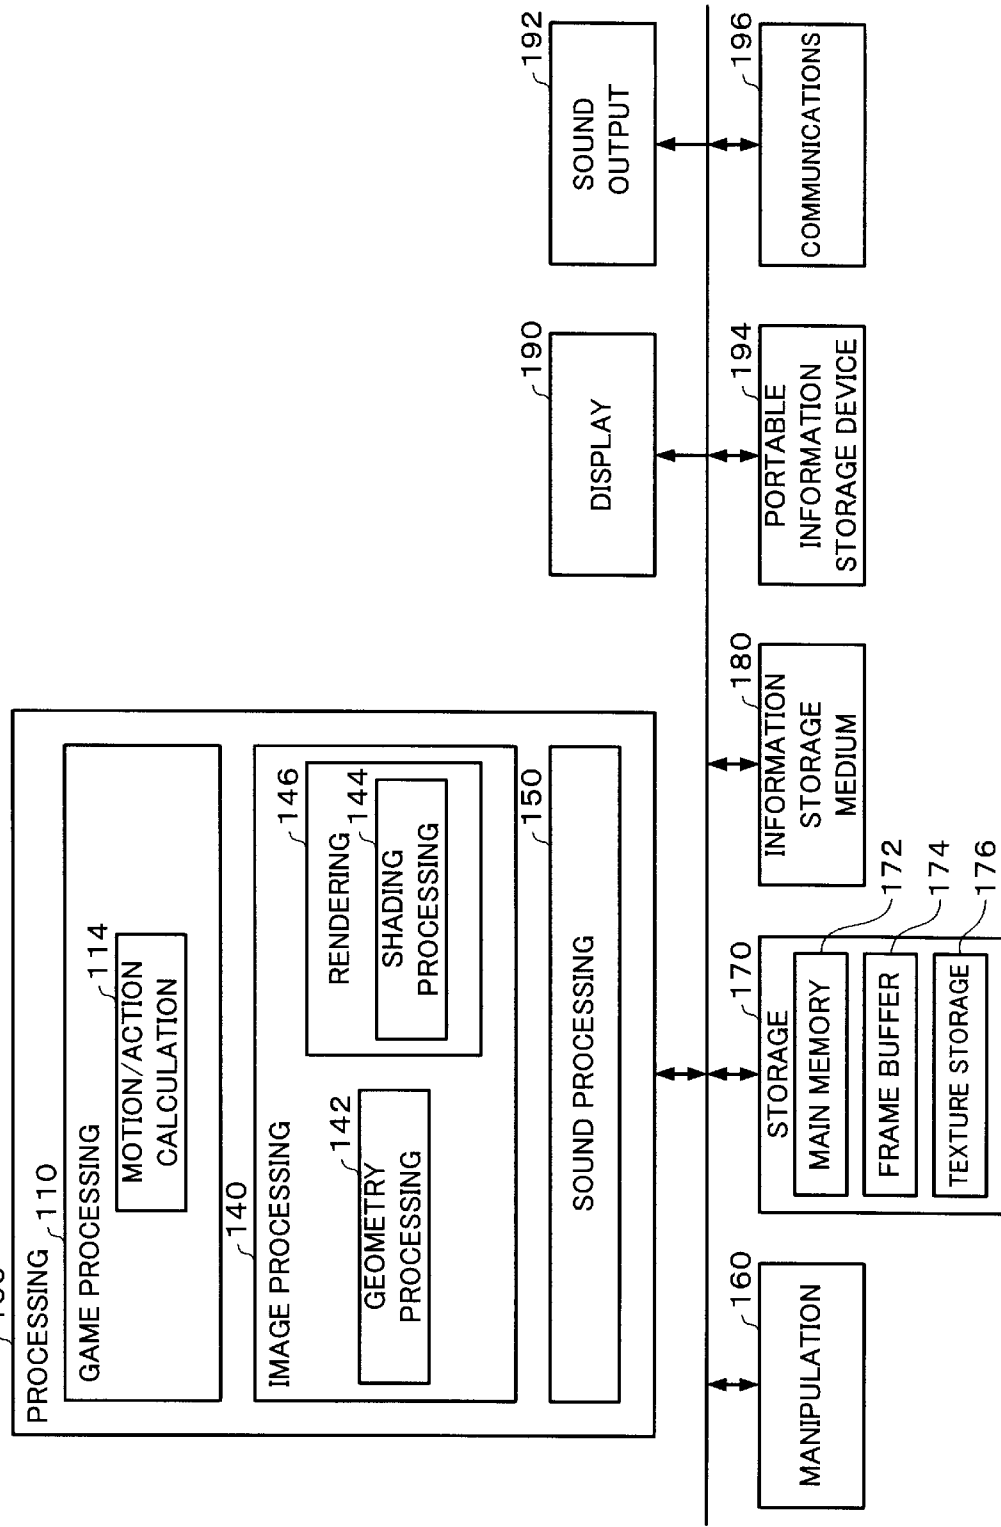 PROCESSING
110
GAME PROCESSING
114
MOTION/ACTION
CALCULATION
140
IMAGE PROCESSING
142
GEOMETRY
PROCESSING
146
RENDERING
144
SHADING
PROCESSING
150
SOUND PROCESSING
190
DISPLAY
192
SOUND
OUTPUT
160
MANIPULATION
170
STORAGE
MAIN MEMORY
172
FRAME BUFFER
174
TEXTURE STORAGE
176
180
INFORMATION
STORAGE
MEDIUM
194
PORTABLE
INFORMATION
STORAGE DEVICE
196
COMMUNICATIONS